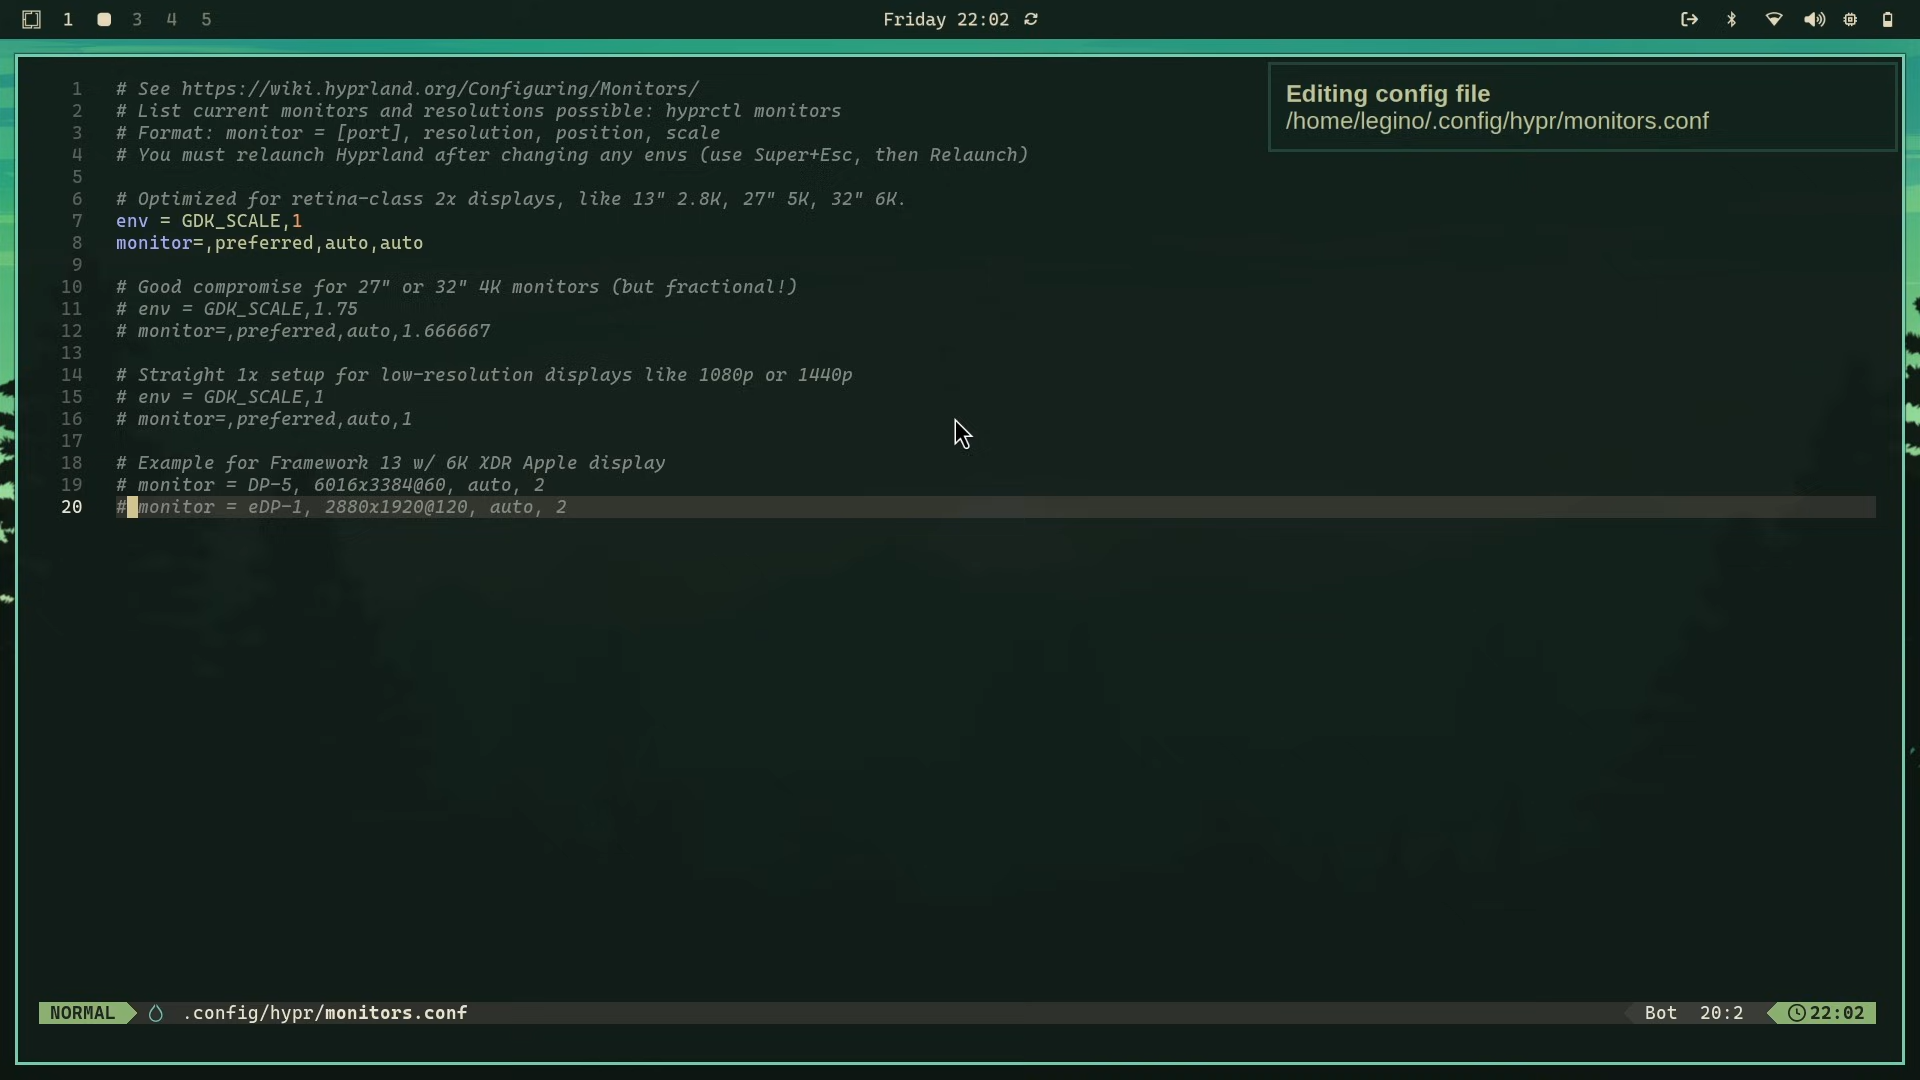 1 3 4 5 Friday 22:02
Editing config file
/home/legino/.config/hypr/monitors.conf
1 # See https://wiki.hyprland.org/Configuring/Monitors/
2 # List current monitors and resolutions possible: hyprctl monitors
3 # Format: monitor = [port], resolution, position, scale
4 # You must relaunch Hyprland after changing any envs (use Super+Esc, then Relaunch)
5
6 # Optimized for retina-class 2x displays, like 13" 2.8K, 27" 5K, 32" 6K.
7 env = GDK_SCALE,1
8 monitor=,preferred,auto,auto
9
10 # Good compromise for 27" or 32" 4K monitors (but fractional!)
11 # env = GDK_SCALE,1.75
12 # monitor=,preferred,auto,1.666667
13
14 # Straight 1x setup for low-resolution displays like 1080p or 1440p
15 # env = GDK_SCALE,1
16 # monitor=,preferred,auto,1
17
18 # Example for Framework 13 w/ 6K XDR Apple display
19 # monitor = DP-5, 6016x3384@60, auto, 2
20 # monitor = eDP-1, 2880x1920@120, auto, 2
NORMAL .config/hypr/monitors.conf Bot 20:2 22:02